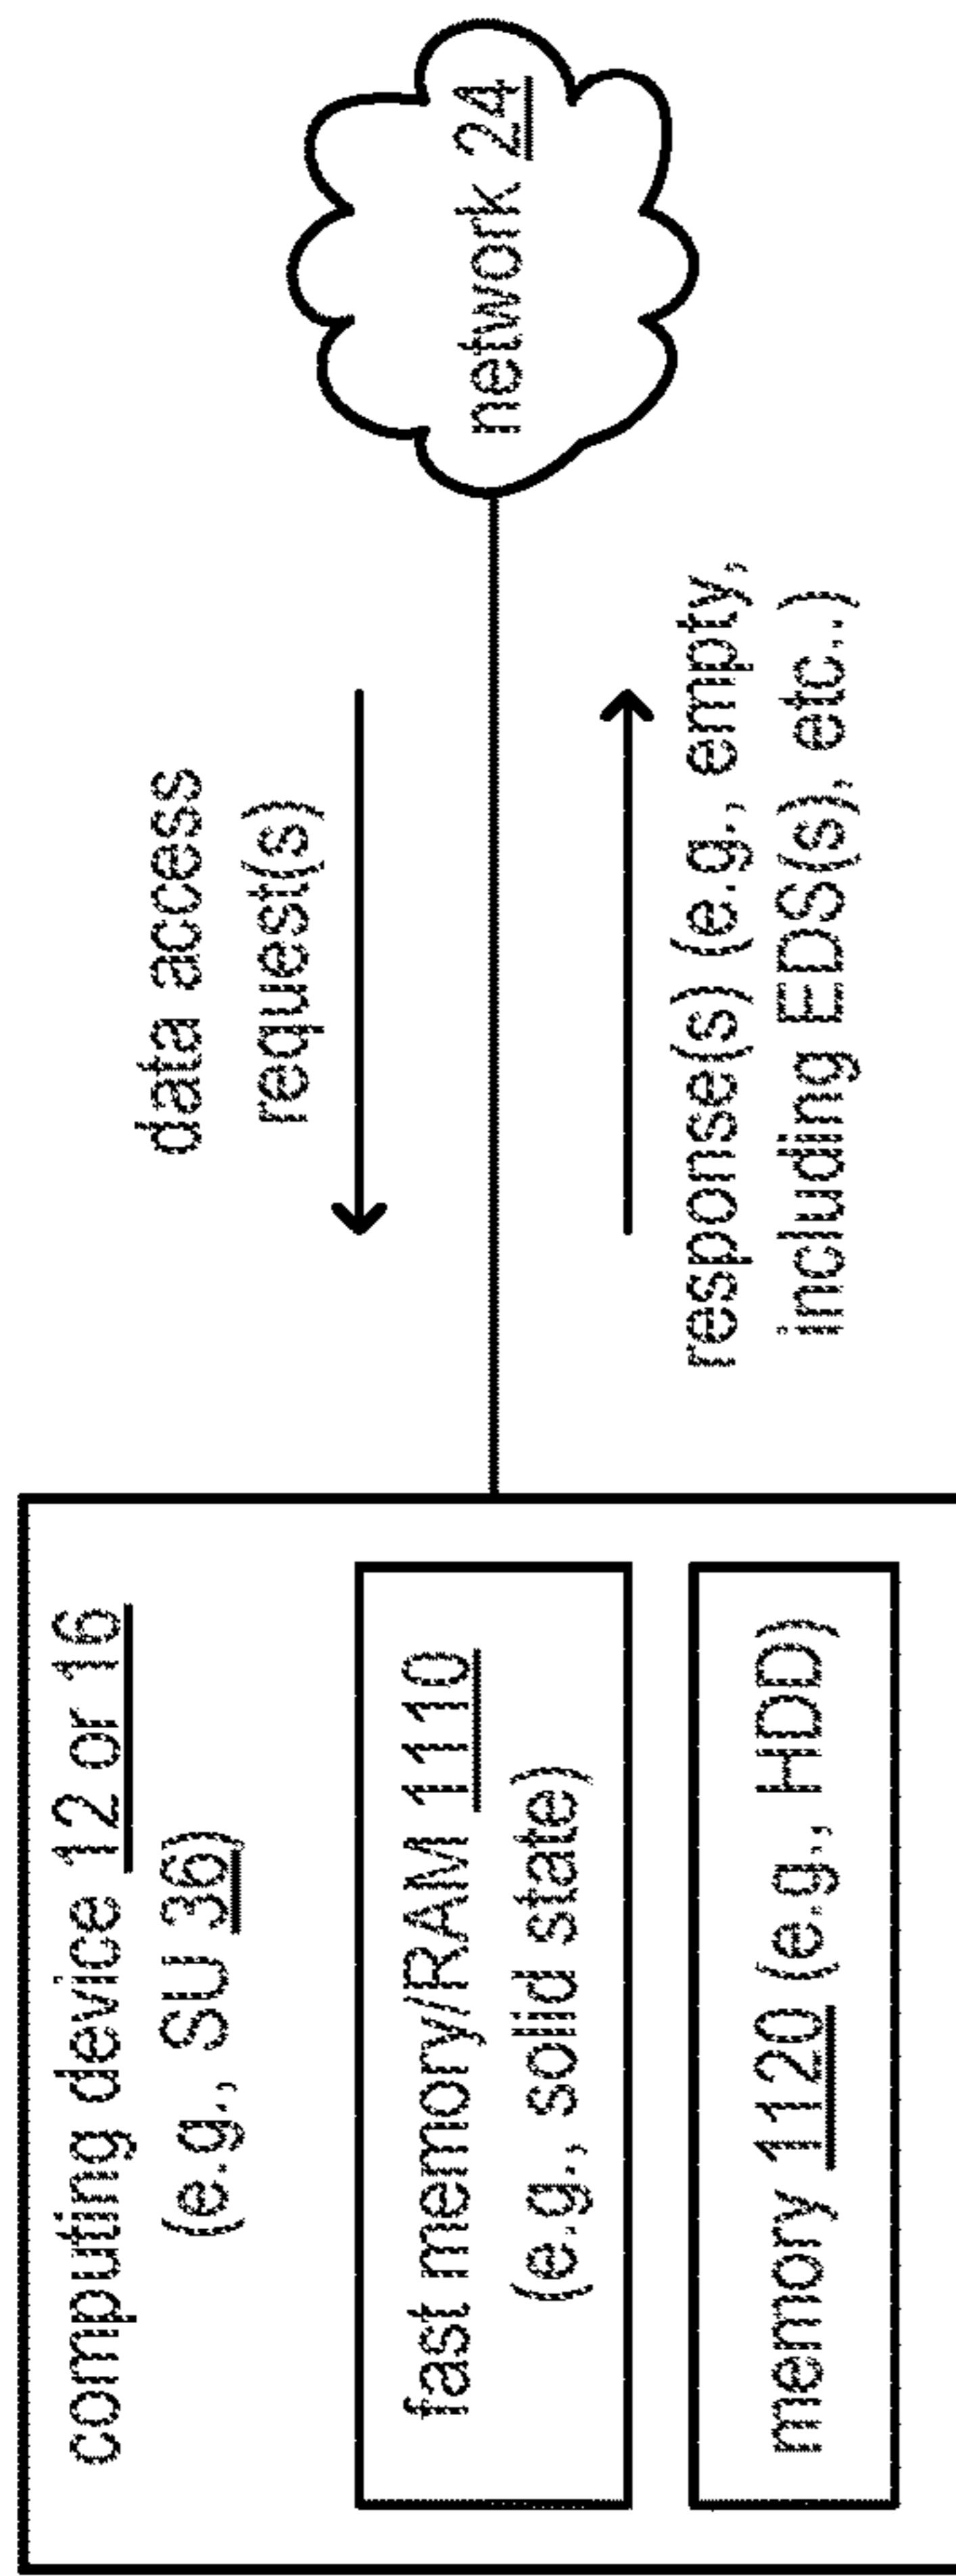 computing device 12 or 16
(e.g., SU 36)
fast memory/RAM 1110
(e.g., solid state)
memory 1120 (e.g., HDD)
data access
request(s)
response(s) (e.g., empty,
including EDS(s), etc..)
network 24